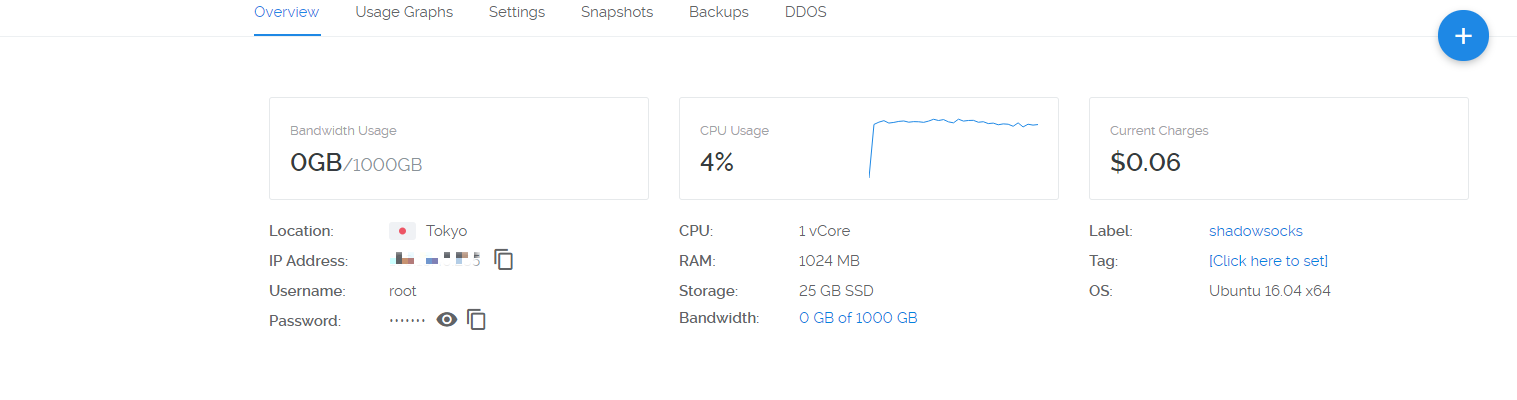 Overview Usage Graphs Settings Snapshots Backups DDOS
Bandwidth Usage
0GB/1000GB
CPU Usage
4%
Current Charges
$0.06
Location: Tokyo
IP Address:
Username: root
Password: ·······
CPU: 1 vCore
RAM: 1024 MB
Storage: 25 GB SSD
Bandwidth: 0 GB of 1000 GB
Label: shadowsocks
Tag: [Click here to set]
OS: Ubuntu 16.04 x64